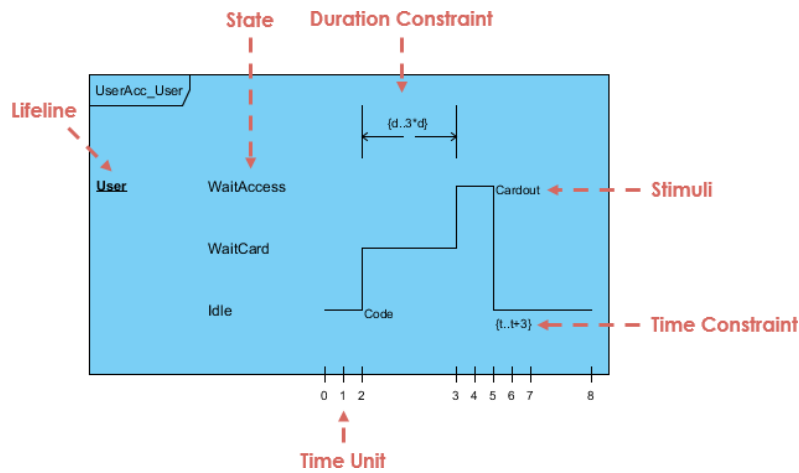 State
Duration Constraint
UserAcc_User
Lifeline
{d..3*d}
User
WaitAccess
Cardout
Stimuli
WaitCard
Idle
Code
{t..t+3}
Time Constraint
0 1 2 3 4 5 6 7 8
Time Unit